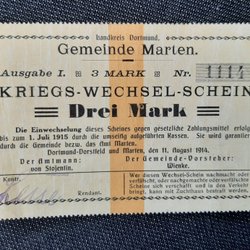 Landkreis Dortmund.
Gemeinde Marten.
Ausgabe I. * 3 MARK * Nr. 1114
KRIEGS-WECHSEL-SCHEIN
Drei Mark
Die Einwechselung dieses Scheines gegen gesetzliche Zahlungsmittel erfolgt
bis zum 1. Juli 1915 durch die umseitig aufgeführten Kassen. Sie wird garantiert
durch die Gemeinde bezw. das Amt Marten.
Dortmund-Dorstfeld und Marten, den 11. August 1914.
Der Amtmann:
von Stojentin.
Der Gemeinde-Vorsteher:
Wienke.
Kontr.
Rendant.
Wer diesen Wechsel-Schein nachmacht oder
verfälscht, oder wer nachgemachte oder verfälschte
Scheine sich verschafft und in den Verkehr
bringt, kann mit Zuchthaus bestraft